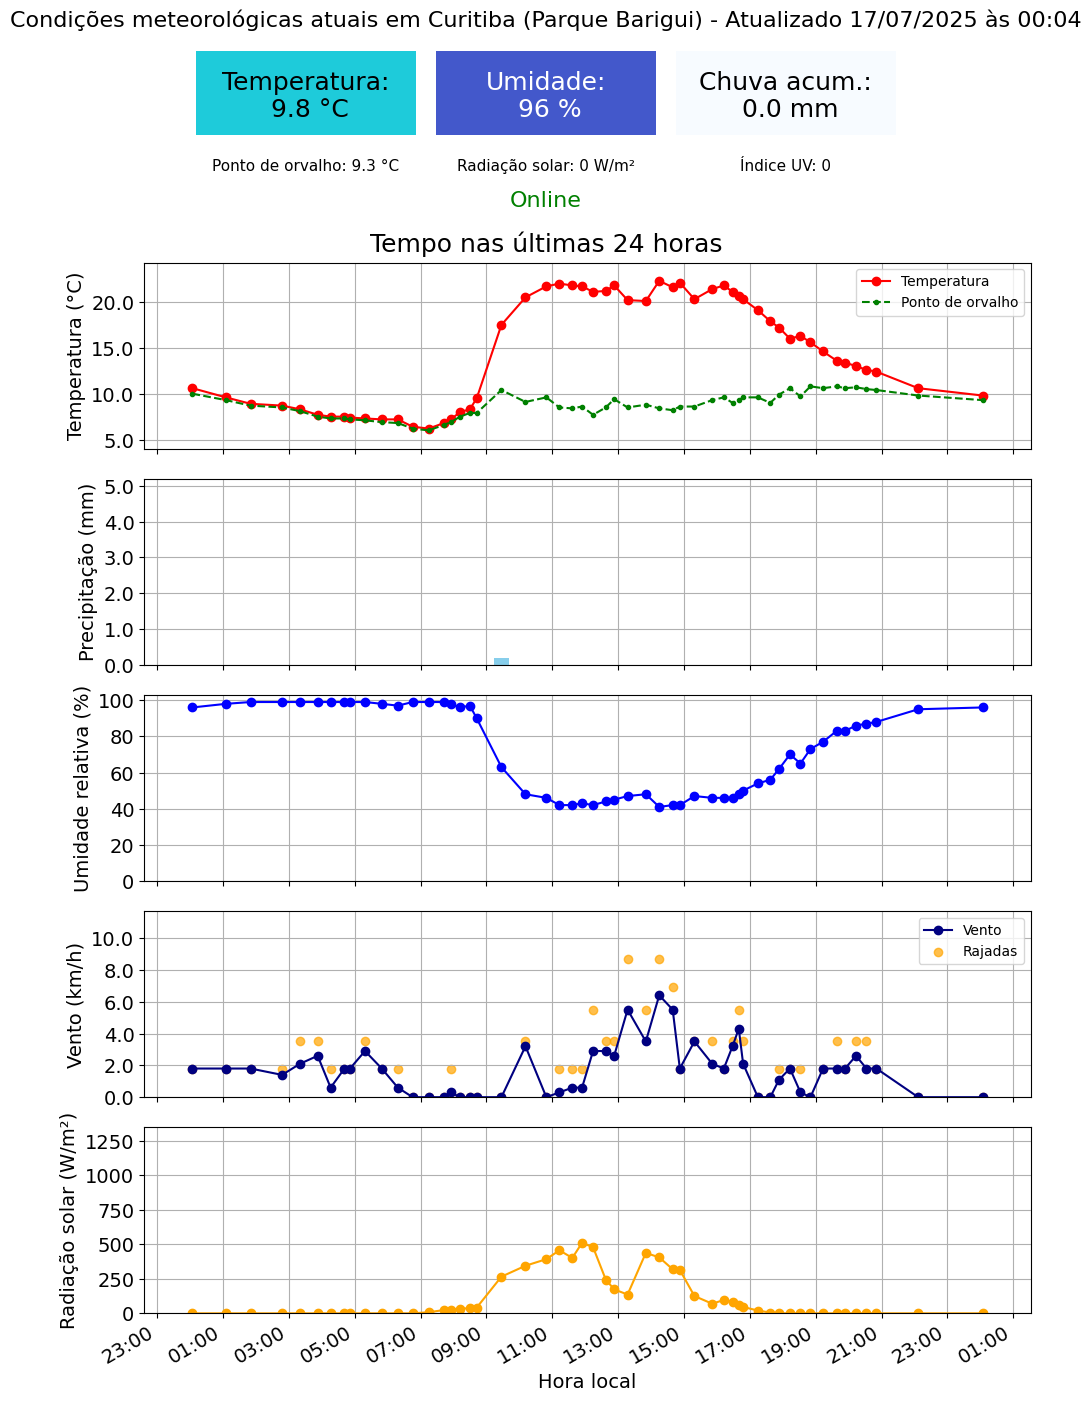 Condições meteorológicas atuais em Curitiba (Parque Barigui) - Atualizado 17/07/2025 às 00:04
Temperatura:
9.8 °C
Umidade:
96 %
Chuva acum.:
0.0 mm
Ponto de orvalho: 9.3 °C
Radiação solar: 0 W/m²
Índice UV: 0
Online
Tempo nas últimas 24 horas
Temperatura (°C)
20.0
15.0
10.0
5.0
Temperatura
Ponto de orvalho
Precipitação (mm)
5.0
4.0
3.0
2.0
1.0
0.0
Umidade relativa (%)
100
80
60
40
20
0
Vento (km/h)
10.0
8.0
6.0
4.0
2.0
0.0
Vento
Rajadas
Radiação solar (W/m²)
1250
1000
750
500
250
0
23:00
01:00
03:00
05:00
07:00
09:00
11:00
13:00
15:00
17:00
19:00
21:00
23:00
01:00
Hora local